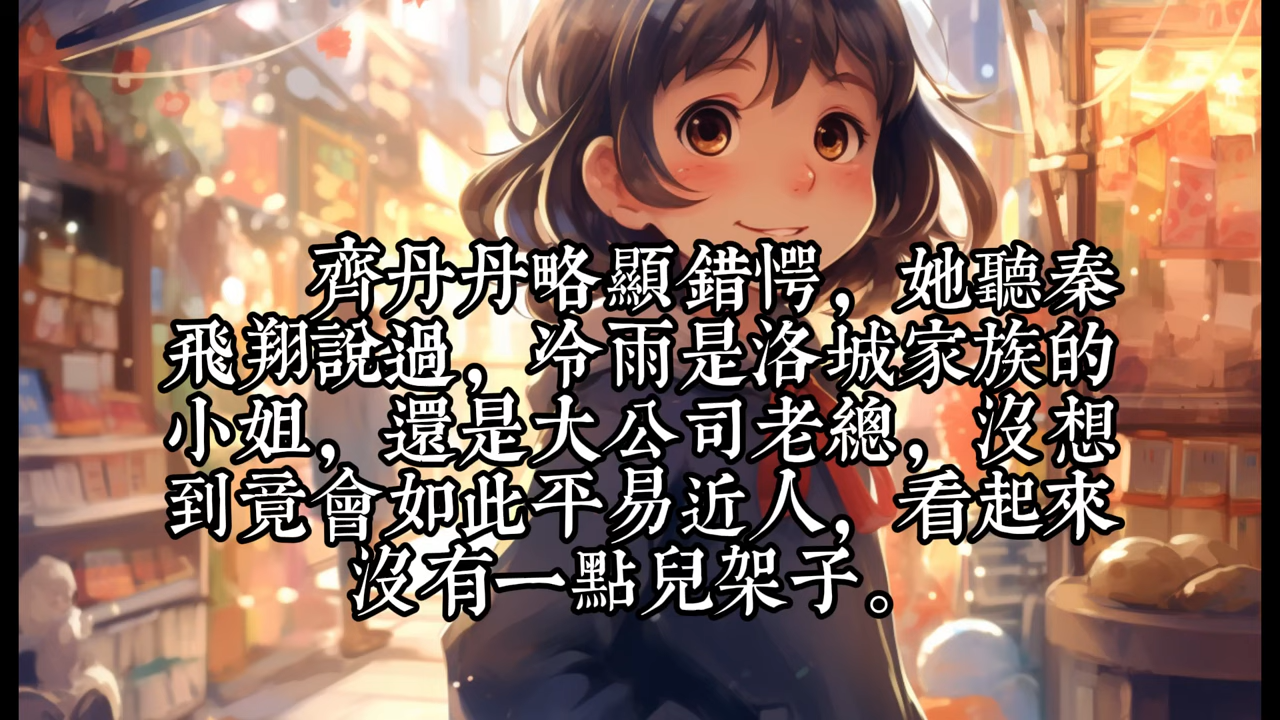 齊丹丹略顯錯愕，她聽秦
飛翔說過，冷雨是洛城家族的
小姐，還是大公司老總，沒想
到竟會如此平易近人，看起來
沒有一點兒架子。